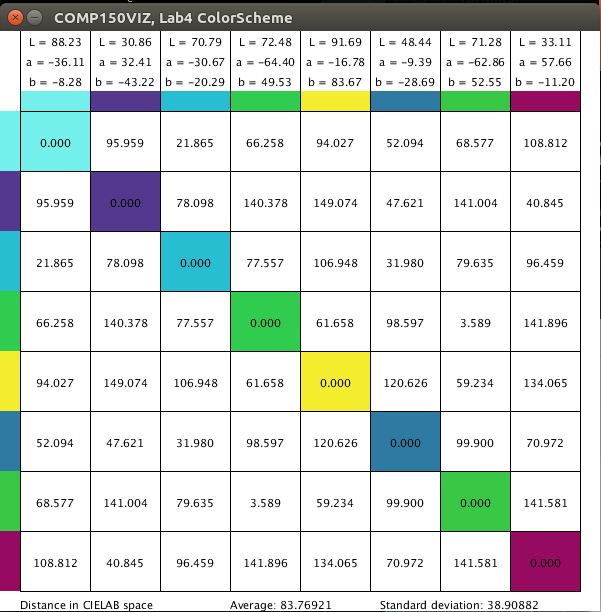 COMP150VIZ, Lab4 ColorScheme
L = 88.23 L = 30.86 L = 70.79 L = 72.48 L = 91.69 L = 48.44 L = 71.28 L = 33.11
a = -36.11 a = 32.41 a = -30.67 a = -64.40 a = -16.78 a = -9.39 a = -62.86 a = 57.66
b = -8.28 b = -43.22 b = -20.29 b = 49.53 b = 83.67 b = -28.69 b = 52.55 b = -11.20
0.000 95.959 21.865 66.258 94.027 52.094 68.577 108.812
95.959 0.000 78.098 140.378 149.074 47.621 141.004 40.845
21.865 78.098 0.000 77.557 106.948 31.980 79.635 96.459
66.258 140.378 77.557 0.000 61.658 98.597 3.589 141.896
94.027 149.074 106.948 61.658 0.000 120.626 59.234 134.065
52.094 47.621 31.980 98.597 120.626 0.000 99.900 70.972
68.577 141.004 79.635 3.589 59.234 99.900 0.000 141.581
108.812 40.845 96.459 141.896 134.065 70.972 141.581 0.000
Distance in CIELAB space Average: 83.76921 Standard deviation: 38.90882